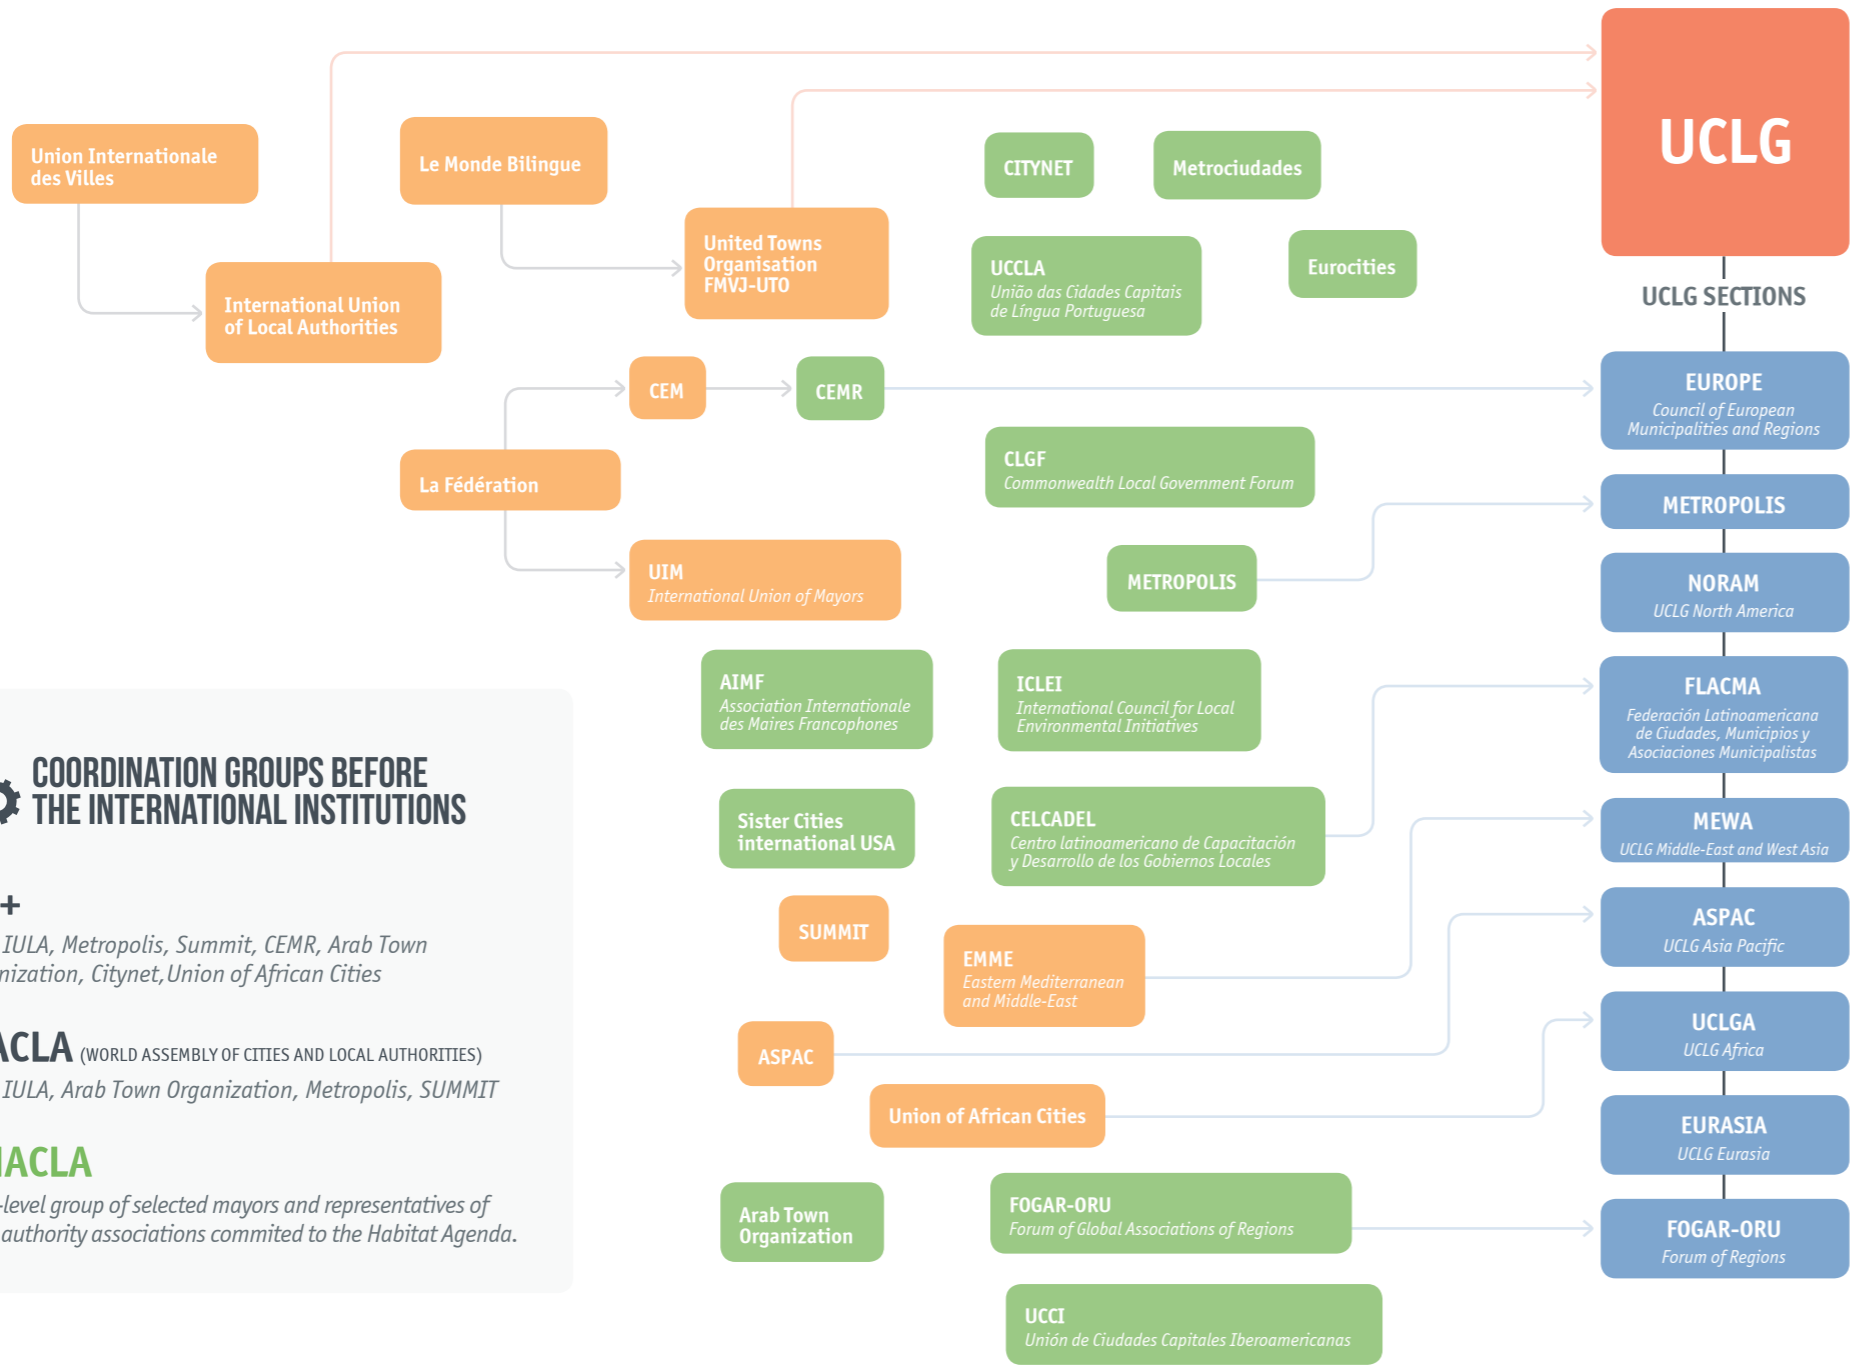 UCLG
Union Internationale
des Villes
Le Monde Bilingue
CITYNET
Metrociudades
United Towns
Organisation
FMVJ-UTO
UCCLA
União das Cidades Capitais
de Língua Portuguesa
Eurocities
International Union
of Local Authorities
UCLG SECTIONS
CEM
CEMR
EUROPE
Council of European
Municipalities and Regions
La Fédération
CLGF
Commonwealth Local Government Forum
METROPOLIS
UIM
International Union of Mayors
METROPOLIS
NORAM
UCLG North America
AIMF
Association Internationale
des Maires Francophones
ICLEI
International Council for Local
Environmental Initiatives
FLACMA
Federación Latinoamericana
de Ciudades, Municipios y
Asociaciones Municipalistas
COORDINATION GROUPS BEFORE
THE INTERNATIONAL INSTITUTIONS
+
IULA, Metropolis, Summit, CEMR, Arab Town
nization, Citynet,Union of African Cities
ACLA (WORLD ASSEMBLY OF CITIES AND LOCAL AUTHORITIES)
IULA, Arab Town Organization, Metropolis, SUMMIT
ACLA
-level group of selected mayors and representatives of
authority associations commited to the Habitat Agenda.
Sister Cities
international USA
CELCADEL
Centro latinoamericano de Capacitación
y Desarrollo de los Gobiernos Locales
MEWA
UCLG Middle-East and West Asia
SUMMIT
EMME
Eastern Mediterranean
and Middle-East
ASPAC
UCLG Asia Pacific
ASPAC
UCLGA
UCLG Africa
Union of African Cities
EURASIA
UCLG Eurasia
Arab Town
Organization
FOGAR-ORU
Forum of Global Associations of Regions
FOGAR-ORU
Forum of Regions
UCCI
Unión de Ciudades Capitales Iberoamericanas